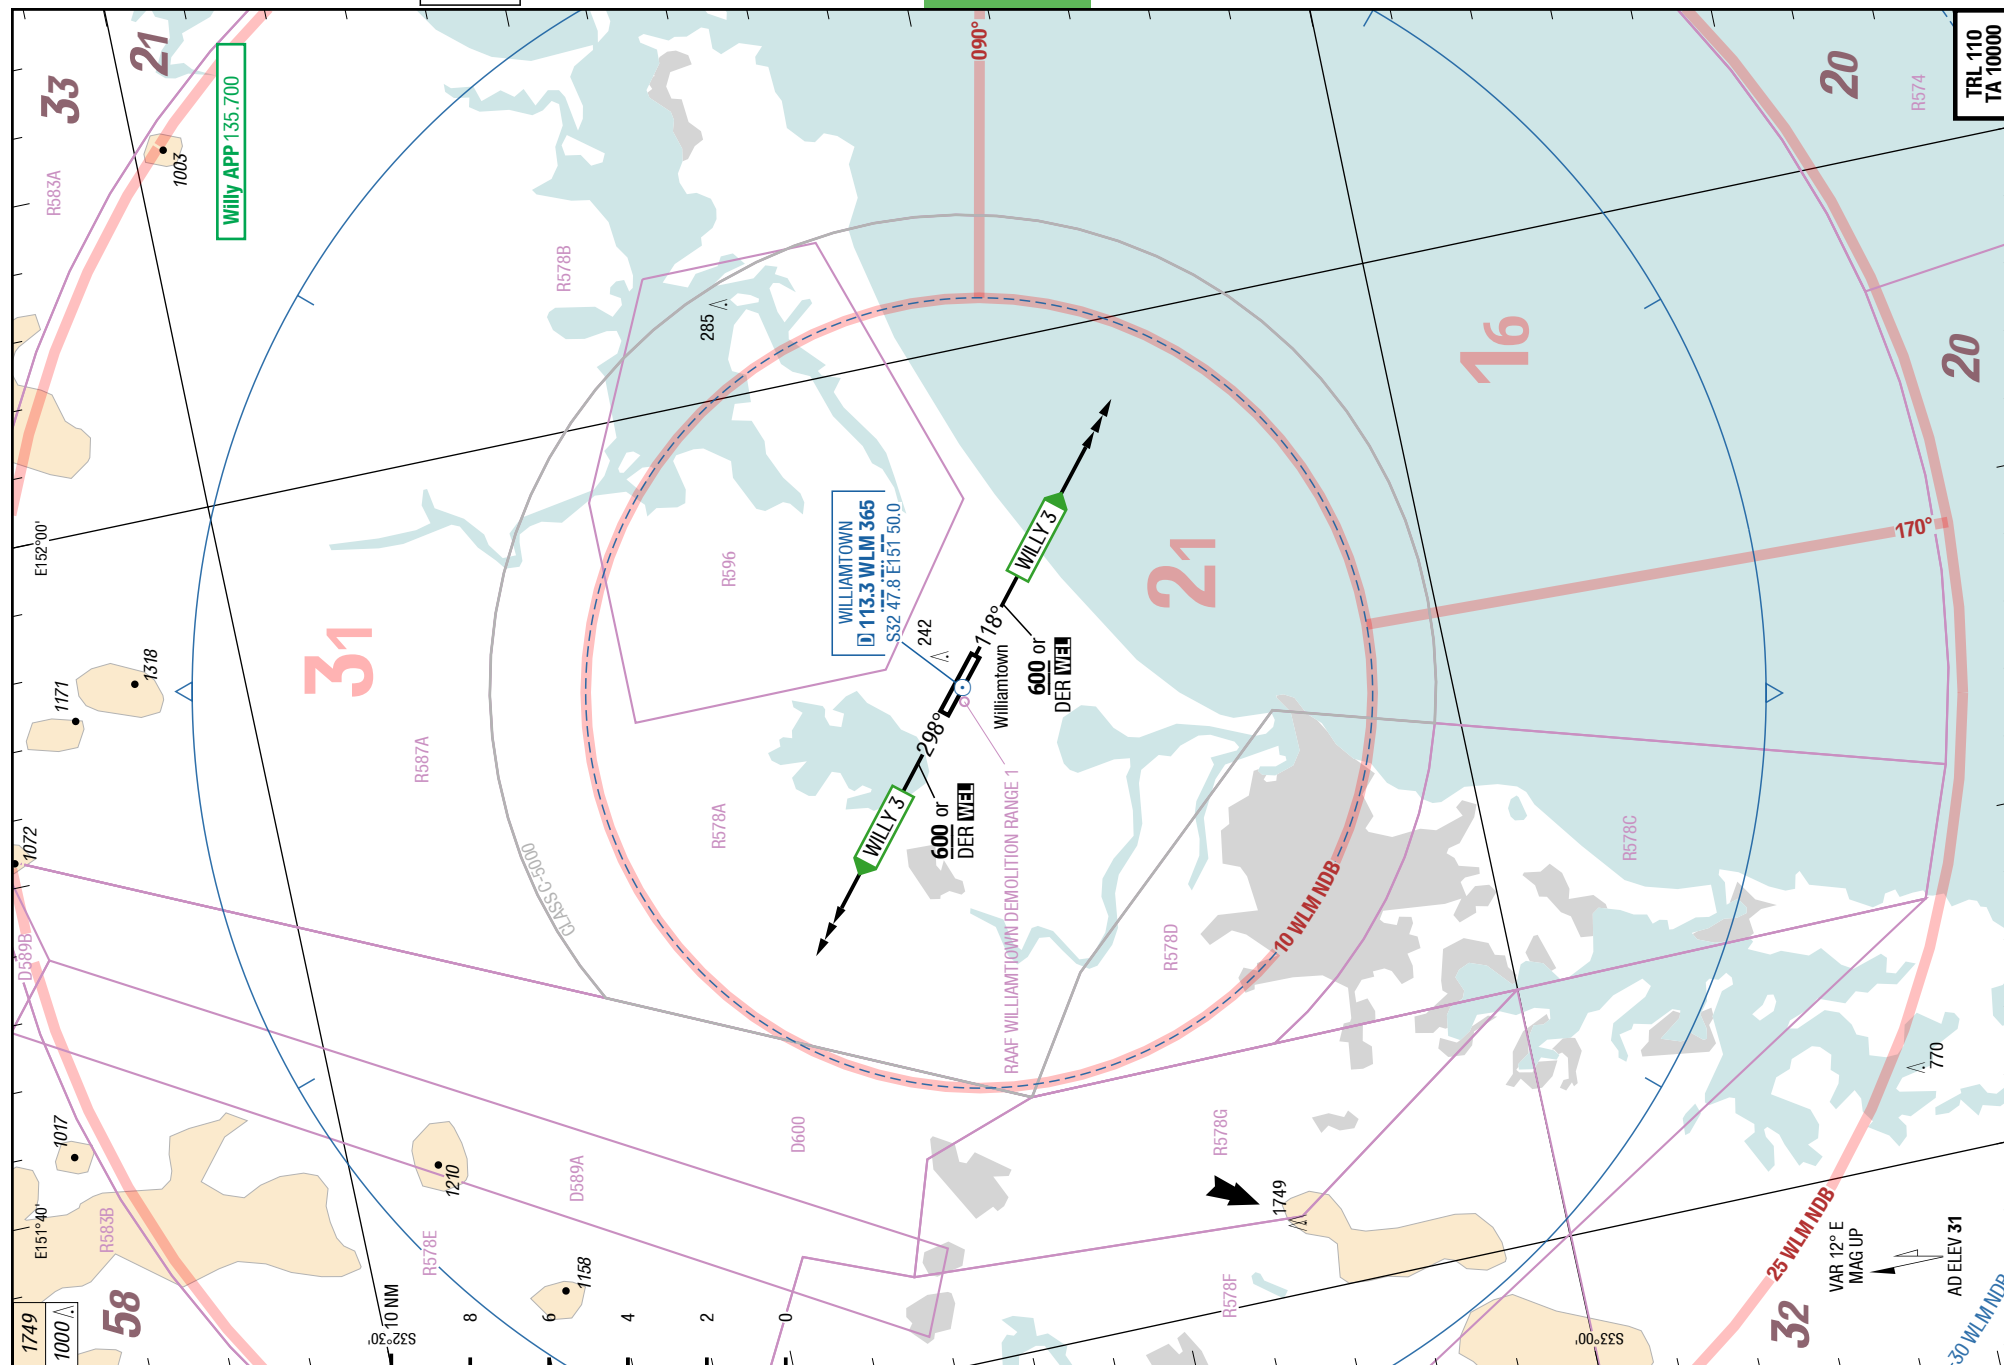 33
21
R583A
1003
Willy APP 135.700
090°
20
R574
TRL 110
TA 10000
R578B
285
16
20
E152°00'
31
R596
WILLIAMTOWN
D 113.3 WLM 365
S32 47.8 E151 50.0
242
WILLY 3
21
170°
118°
Williamtown
600 or
DER WEL
1318
1171
R587A
298°
R578A
WILLY 3
600 or
DER WEL
RAAF WILLIAMTOWN DEMOLITION RANGE 1
1072
CLASS C-5000
D589B
R578C
R578D
10 WLM NDB
770
1017
1210
D589A
D600
R578G
1749
E151°40'
R583B
R578E
1158
R578F
25 WLM NDB
VAR 12° E
MAG UP
AD ELEV 31
1749
1000
58
10 NM
S32°30'
8
6
4
2
0
S33°00'
32
30 WLM NDB